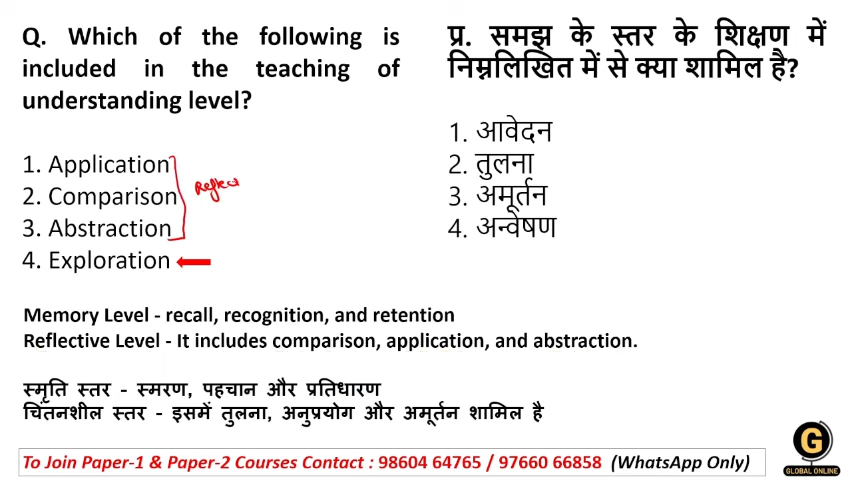 Q. Which of the following is
included in the teaching of
understanding level?
1. Application
2. Comparison
3. Abstraction
4. Exploration
Reflec
प्र. समझ के स्तर के शिक्षण में
निम्नलिखित में से क्या शामिल है?
1. आवेदन
2. तुलना
3. अमूर्तन
4. अन्वेषण
Memory Level - recall, recognition, and retention
Reflective Level - It includes comparison, application, and abstraction.
स्मृति स्तर - स्मरण, पहचान और प्रतिधारण
चिंतनशील स्तर - इसमें तुलना, अनुप्रयोग और अमूर्तन शामिल है
To Join Paper-1 & Paper-2 Courses Contact : 98604 64765 / 97660 66858 (WhatsApp Only)
G
GLOBAL ONLINE